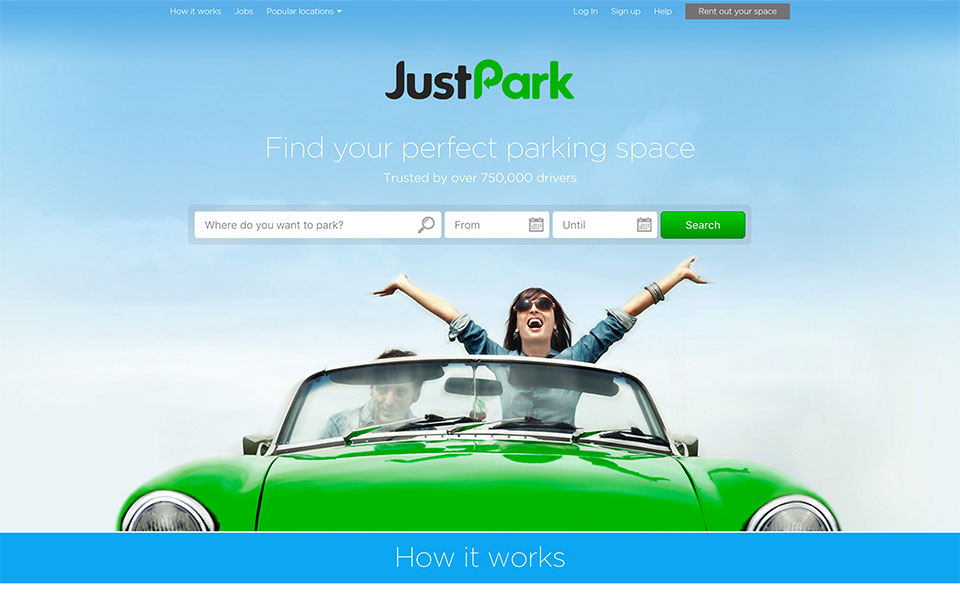 How it works Jobs Popular locations Log In Sign up Help Rent out your space
JustPark
Find your perfect parking space
Trusted by over 750,000 drivers
Where do you want to park? From Until Search
How it works